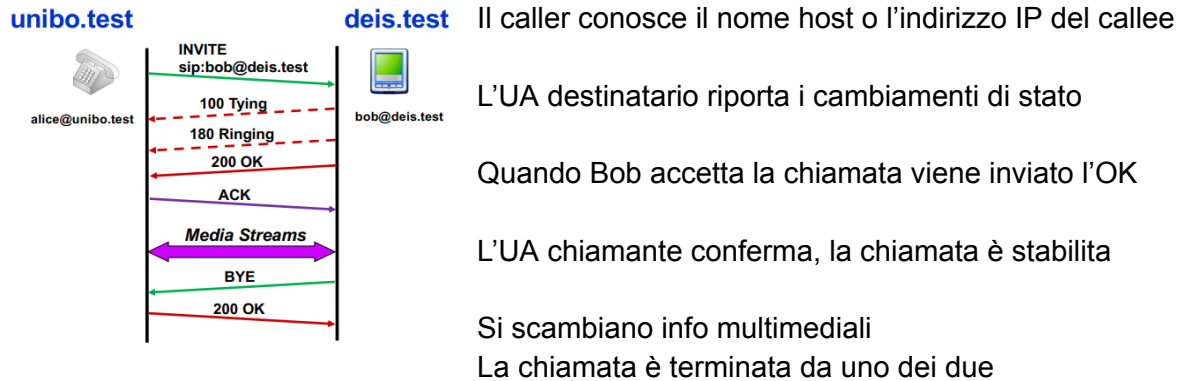 unibo.test
deis.test
Il caller conosce il nome host o l’indirizzo IP del callee
INVITE
sip:bob@deis.test
100 Tying
L’UA destinatario riporta i cambiamenti di stato
alice@unibo.test
bob@deis.test
180 Ringing
200 OK
Quando Bob accetta la chiamata viene inviato l’OK
ACK
Media Streams
L’UA chiamante conferma, la chiamata è stabilita
BYE
200 OK
Si scambiano info multimediali
La chiamata è terminata da uno dei due